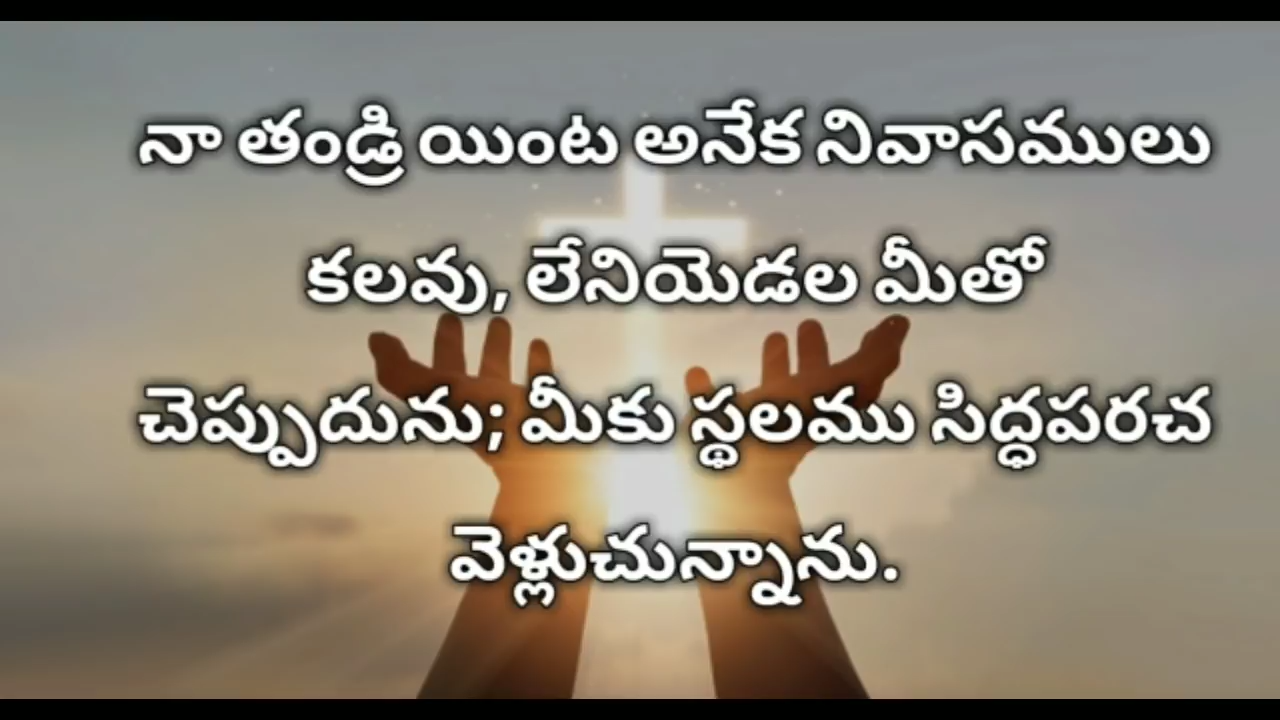 నా తండ్రి యింట అనేక నివాసములు
కలవు, లేనియెడల మీతో
చెప్పుదును; మీకు స్థలము సిద్ధపరచ
వెళ్లుచున్నాను.